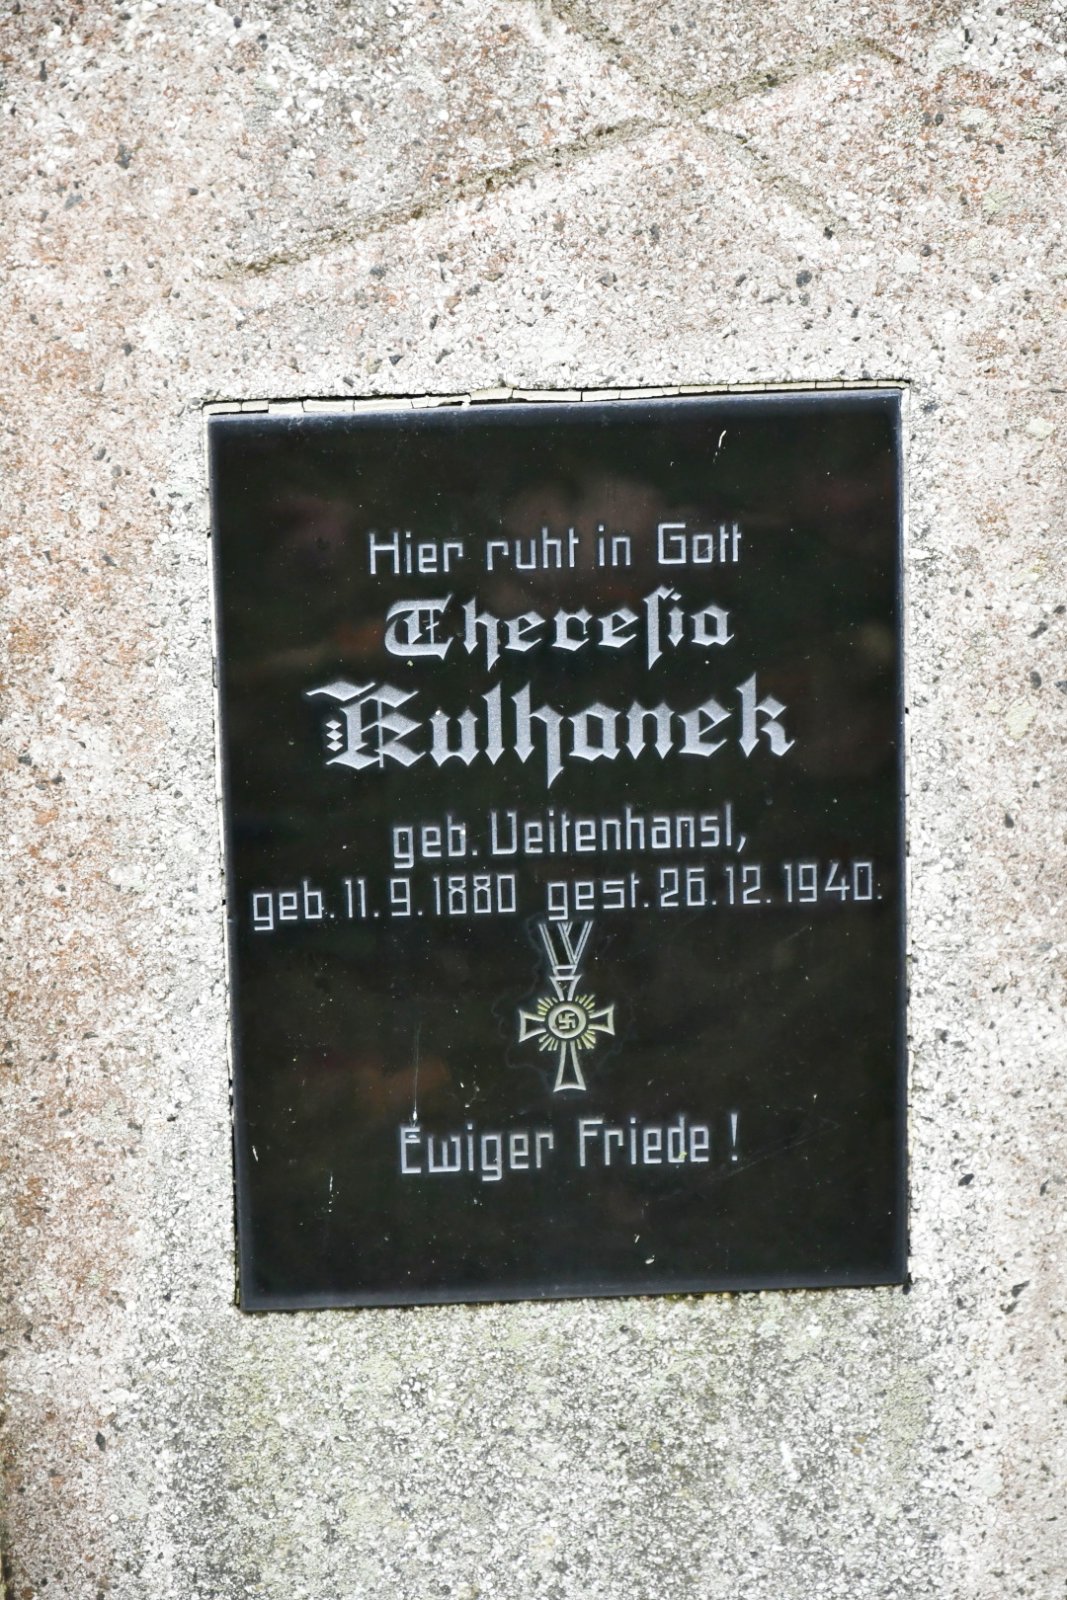 Hier ruht in Gott
Thereſia
Kulhanek
geb. Veitenhansl,
geb. 11. 9. 1880 gest. 26. 12. 1940.
Ewiger Friede !